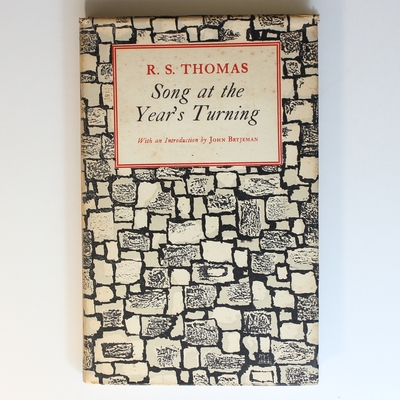 R. S. THOMAS
Song at the
Year's Turning
With an Introduction by JOHN BETJEMAN